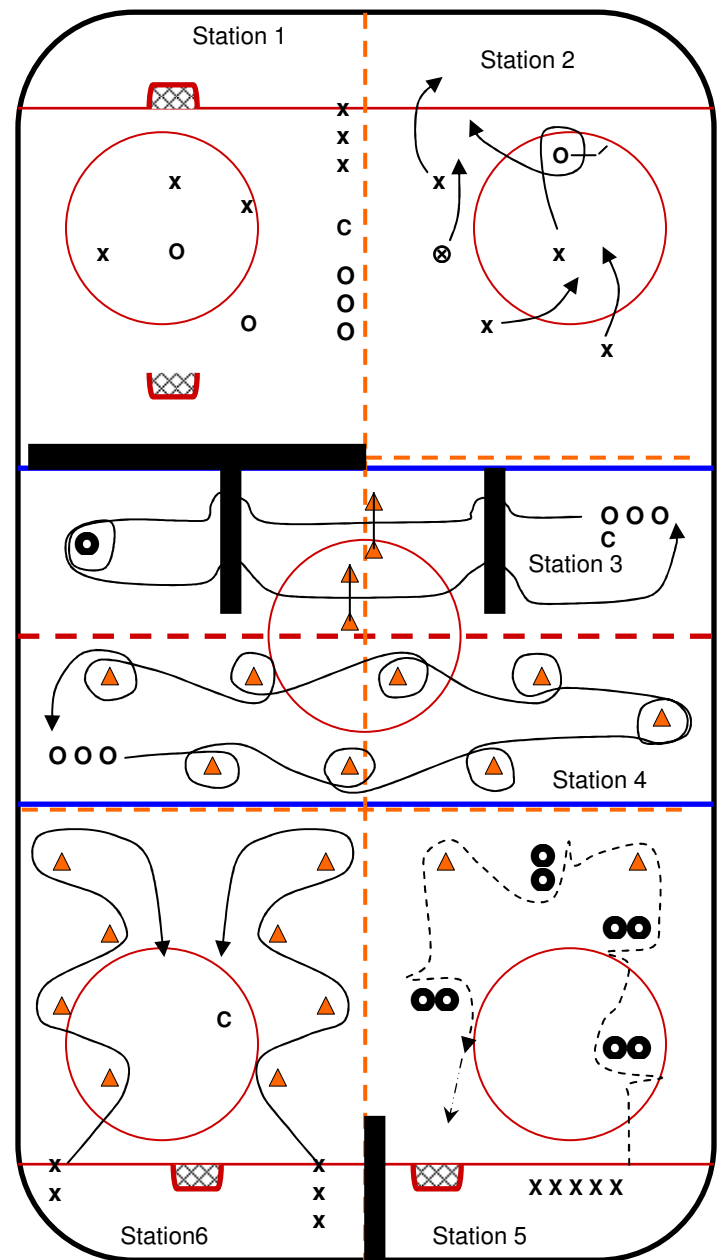 Station 1
Station 2
X
X
X
X
X
X
C
O
O
O
O
O
O
X
⊗
X
X
X
O O O
C
Station 3
O O O
Station 4
C
X
X
X
X
X
X X X X X
Station6
Station 5